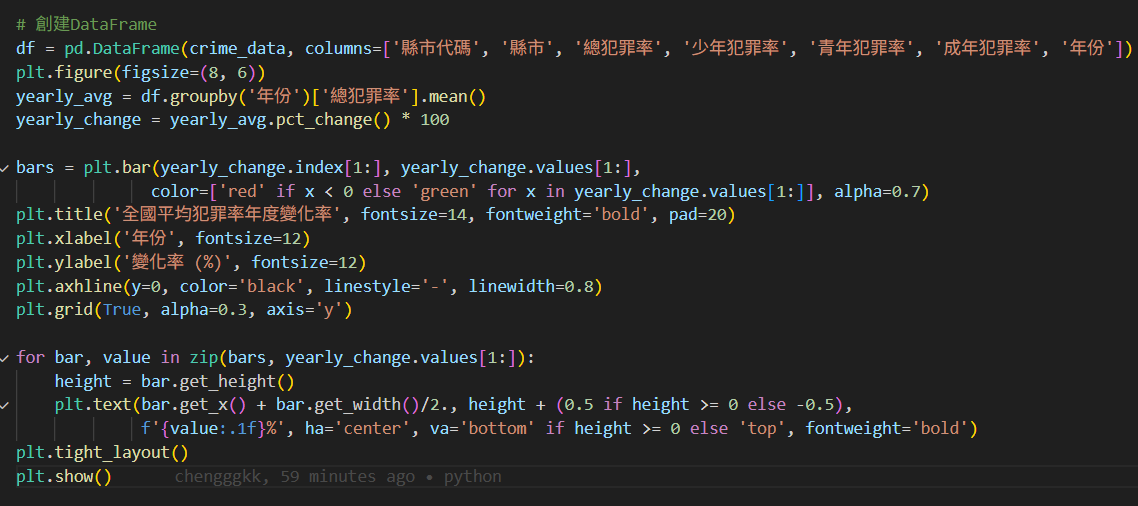 # 創建DataFrame
df = pd.DataFrame(crime_data, columns=['縣市代碼', '縣市', '總犯罪率', '少年犯罪率', '青年犯罪率', '成年犯罪率', '年份'])
plt.figure(figsize=(8, 6))
yearly_avg = df.groupby('年份')['總犯罪率'].mean()
yearly_change = yearly_avg.pct_change() * 100

bars = plt.bar(yearly_change.index[1:], yearly_change.values[1:],
              color=['red' if x < 0 else 'green' for x in yearly_change.values[1:]], alpha=0.7)
plt.title('全國平均犯罪率年度變化率', fontsize=14, fontweight='bold', pad=20)
plt.xlabel('年份', fontsize=12)
plt.ylabel('變化率 (%)', fontsize=12)
plt.axhline(y=0, color='black', linestyle='-', linewidth=0.8)
plt.grid(True, alpha=0.3, axis='y')

for bar, value in zip(bars, yearly_change.values[1:]):
    height = bar.get_height()
    plt.text(bar.get_x() + bar.get_width()/2., height + (0.5 if height >= 0 else -0.5),
             f'{value:.1f}%', ha='center', va='bottom' if height >= 0 else 'top', fontweight='bold')
plt.tight_layout()
plt.show()    chengggkk, 59 minutes ago • python